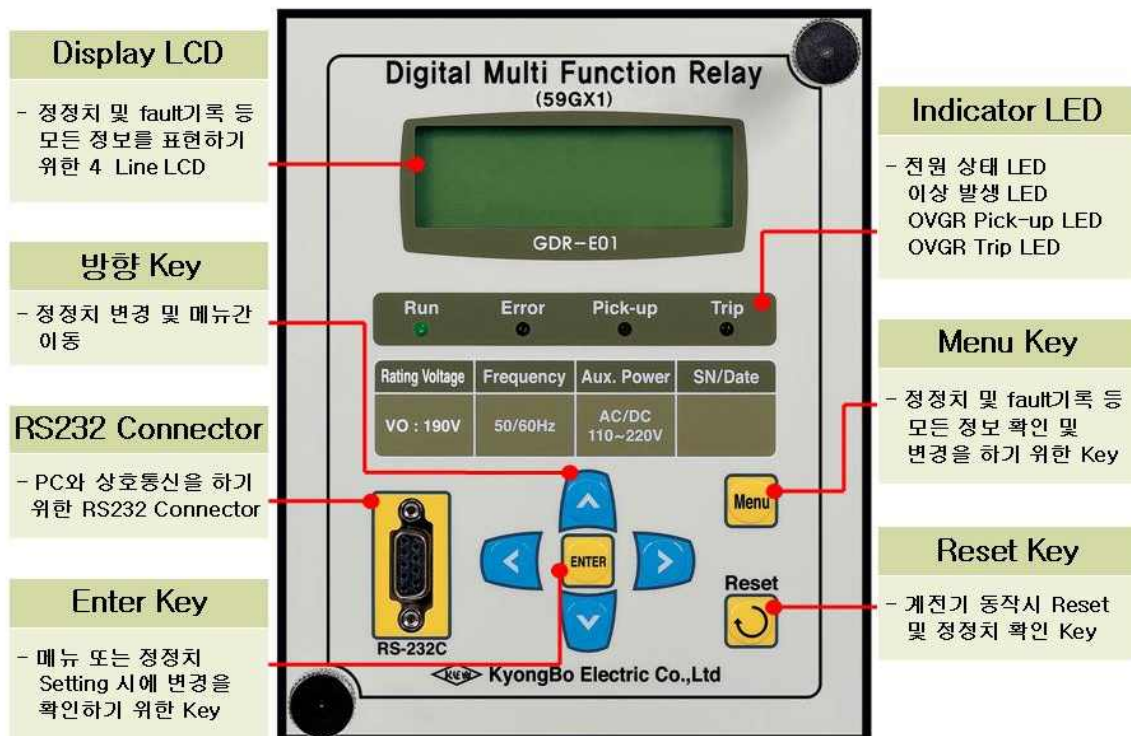 Display LCD
- 정정치 및 fault기록 등
모든 정보를 표현하기
위한 4 Line LCD
방향 Key
- 정정치 변경 및 메뉴간
이동
RS232 Connector
- PC와 상호통신을 하기
위한 RS232 Connector
Enter Key
- 메뉴 또는 정정치
Setting 시에 변경을
확인하기 위한 Key
Digital Multi Function Relay
(59GX1)
GDR-E01
Run Error Pick-up Trip
Rating Voltage Frequency Aux. Power SN/Date
VO : 190V 50/60Hz AC/DC
110~220V
Menu
ENTER
Reset
RS-232C
KEW KyongBo Electric Co.,Ltd
Indicator LED
- 전원 상태 LED
이상 발생 LED
OVGR Pick-up LED
OVGR Trip LED
Menu Key
- 정정치 및 fault기록 등
모든 정보 확인 및
변경을 하기 위한 Key
Reset Key
- 계전기 동작시 Reset
및 정정치 확인 Key